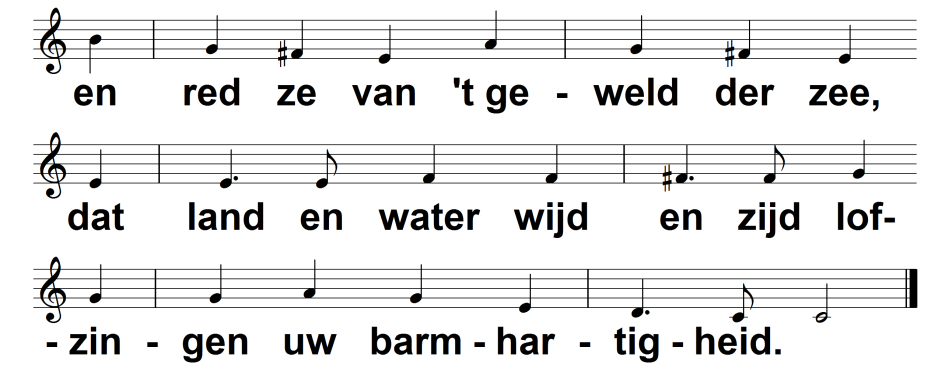 en red ze van 't ge - weld der zee,
dat land en water wijd en zijd lof-
- zin - gen uw barm - har - tig - heid.